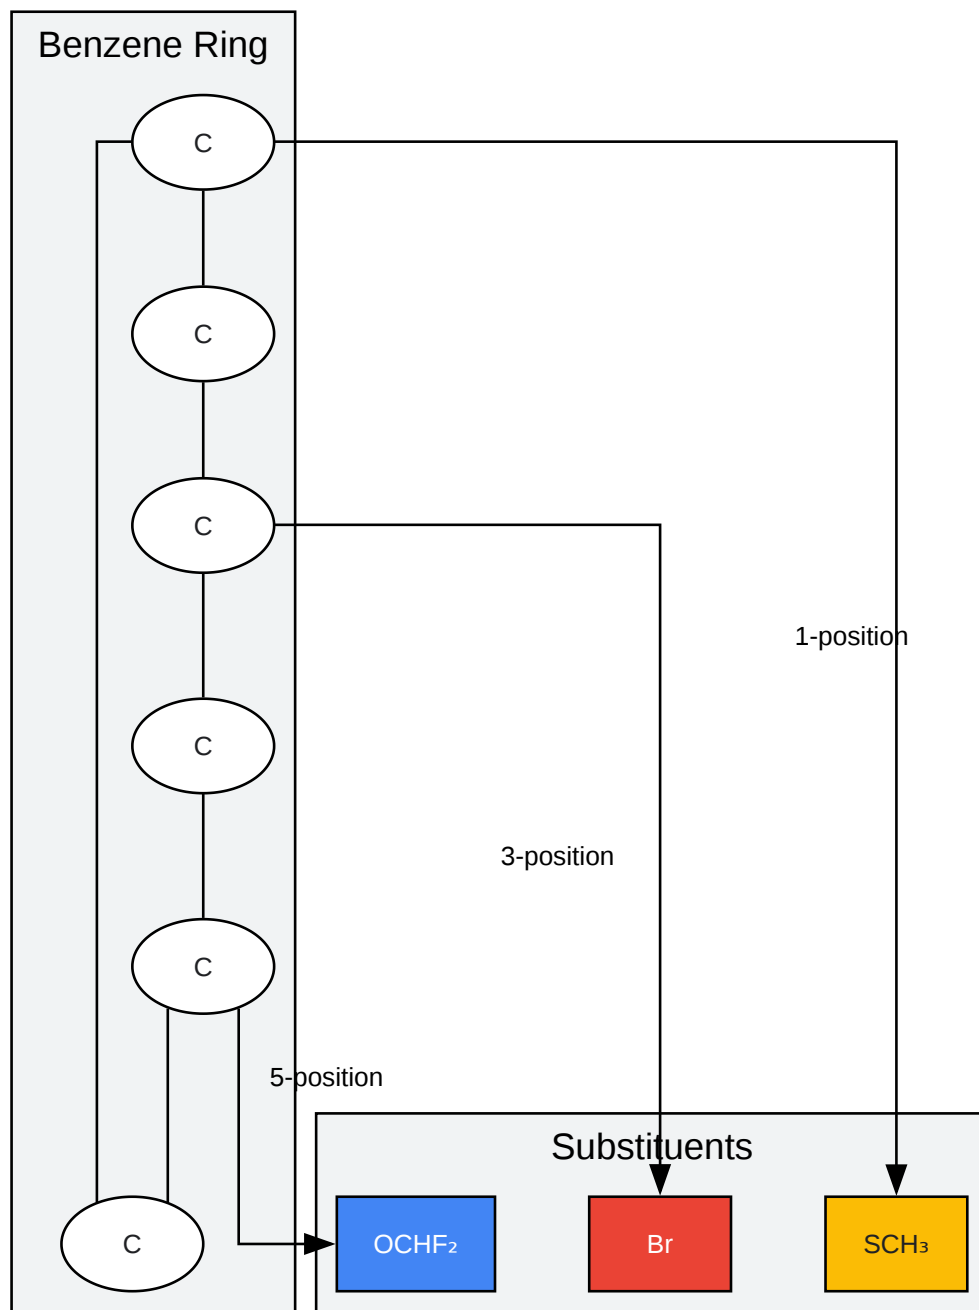 Benzene Ring
C
C
C
1-position
C
3-position
C
5-position
Substituents
C
OCHF₂
Br
SCH₃